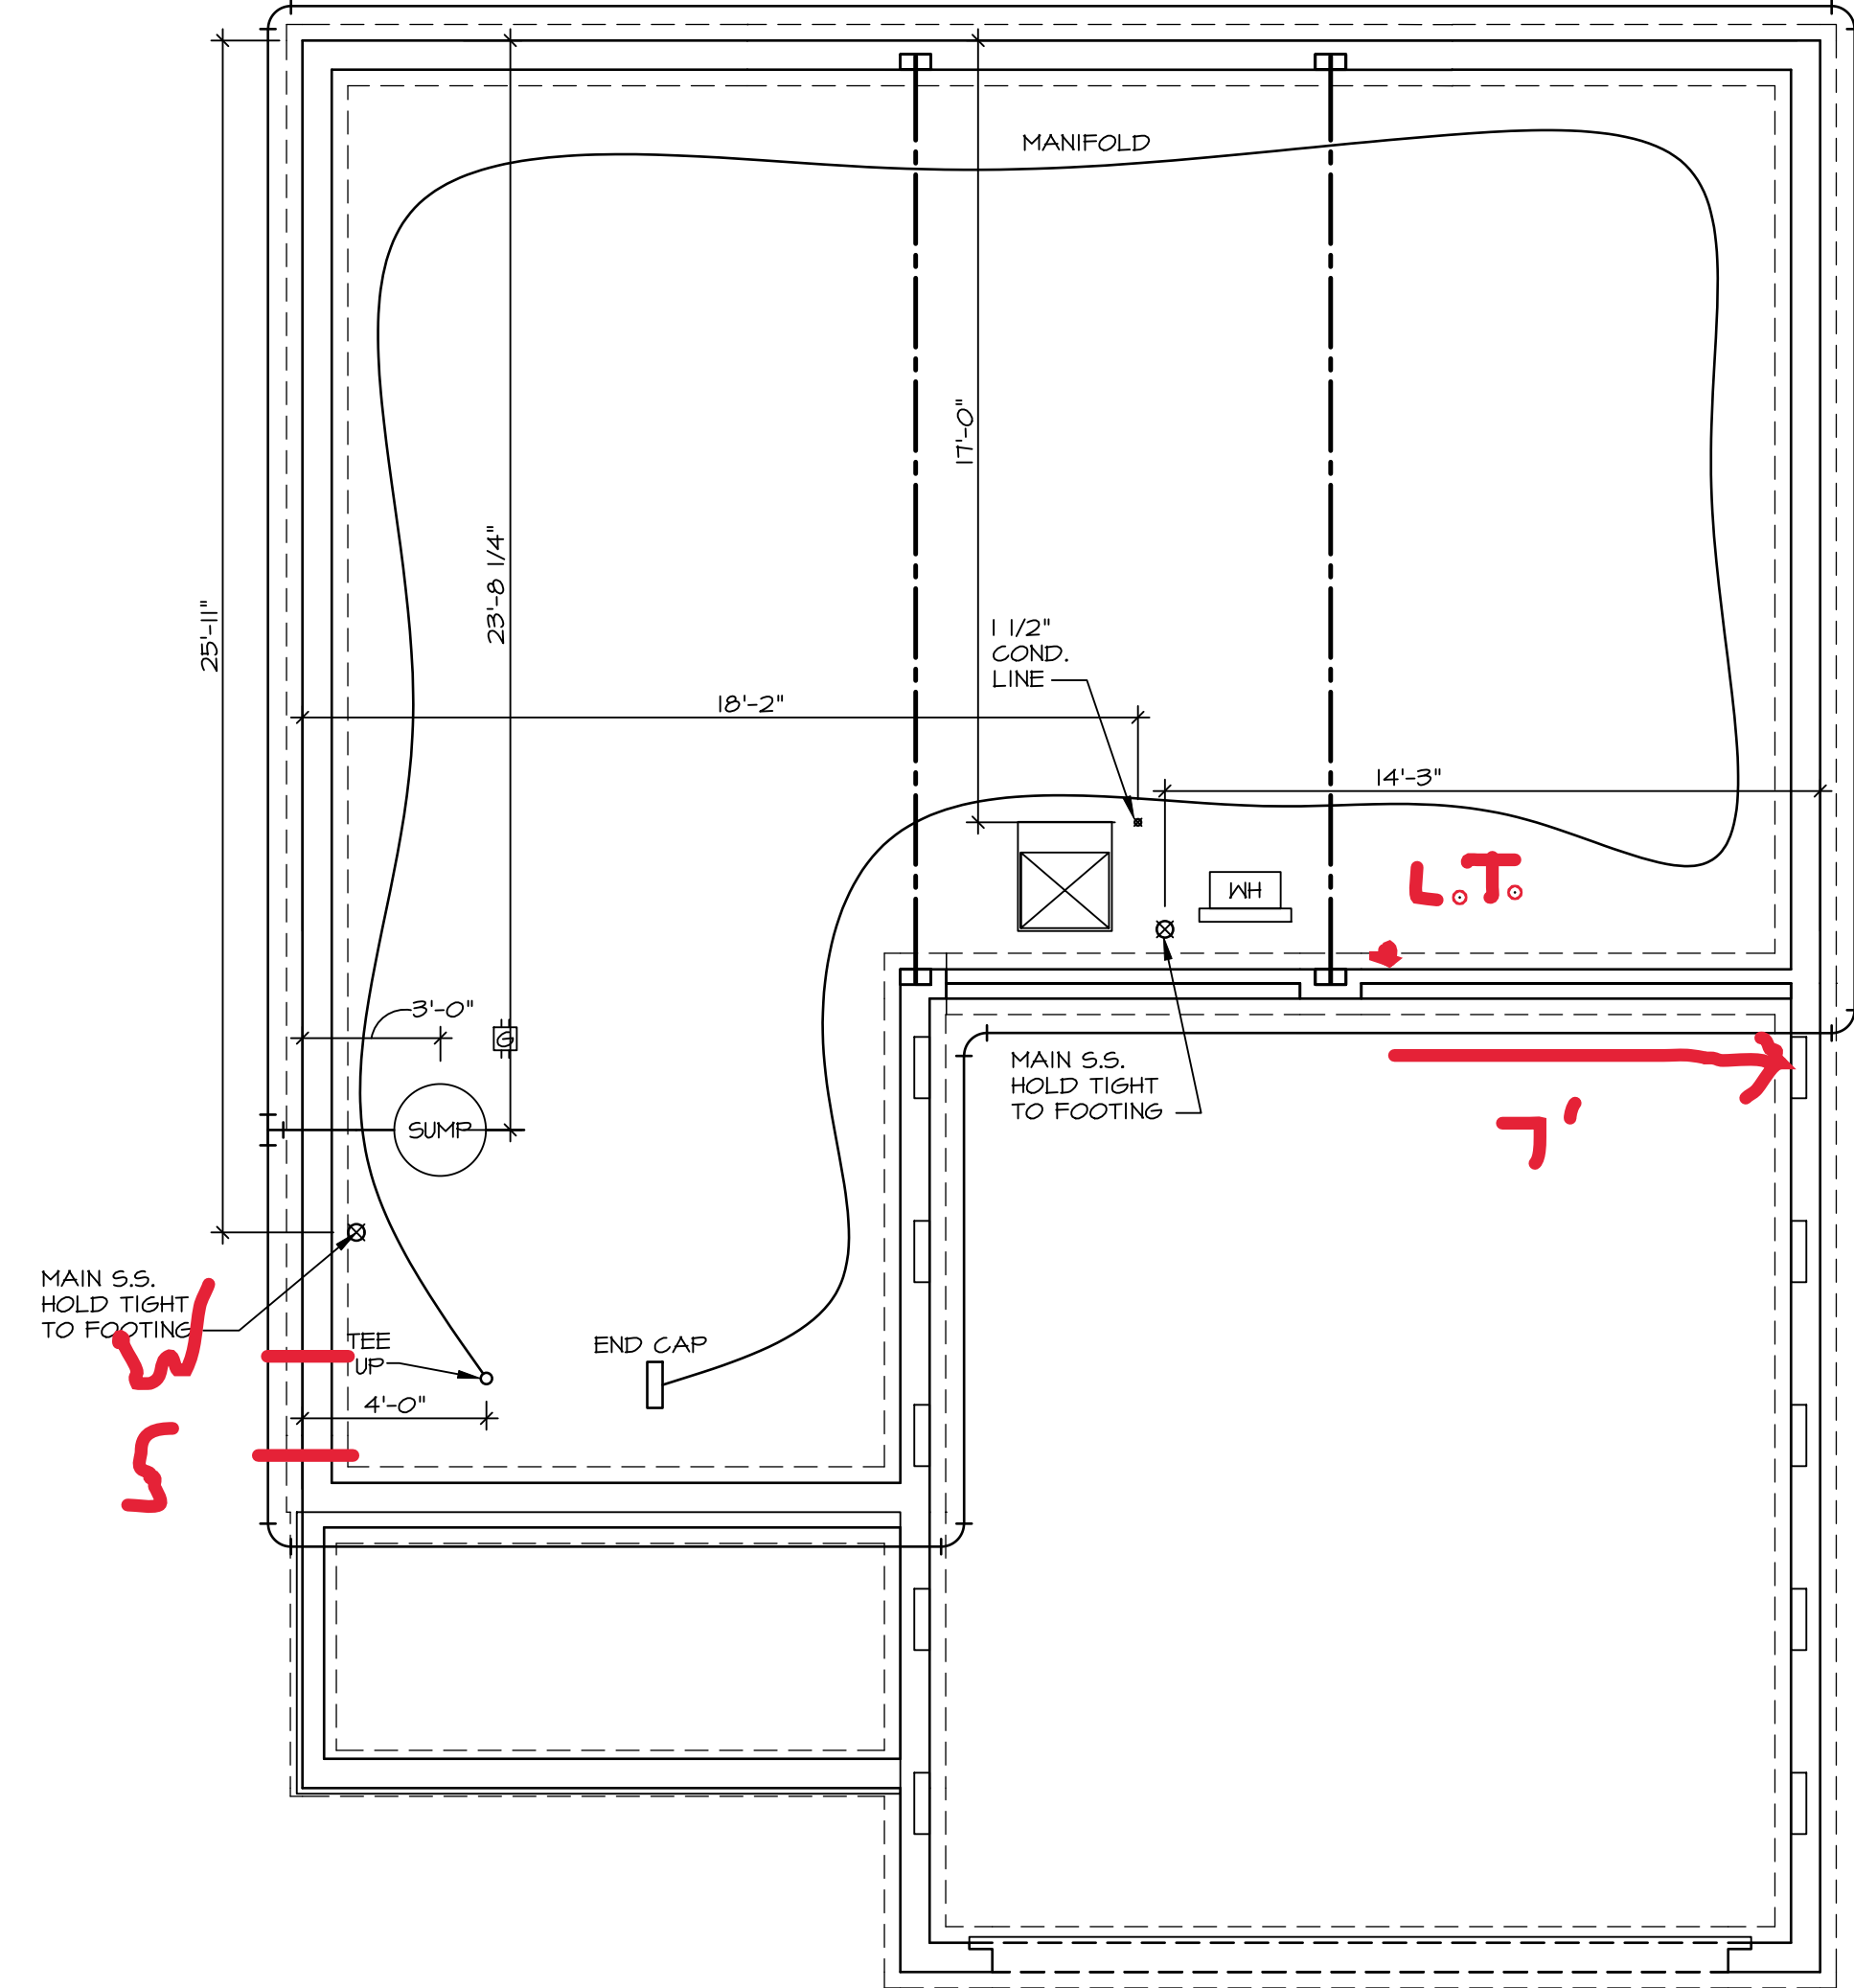 MANIFOLD
17'-0"
23'-8 1/4"
25'-11"
1 1/2"
COND.
LINE
18'-2"
14'-3"
L.T.
WH
3'-0"
G
SUMP
MAIN S.S.
HOLD TIGHT
TO FOOTING
7'
MAIN S.S.
HOLD TIGHT
TO FOOTING
W
TEE
UP
END CAP
4'-0"
S